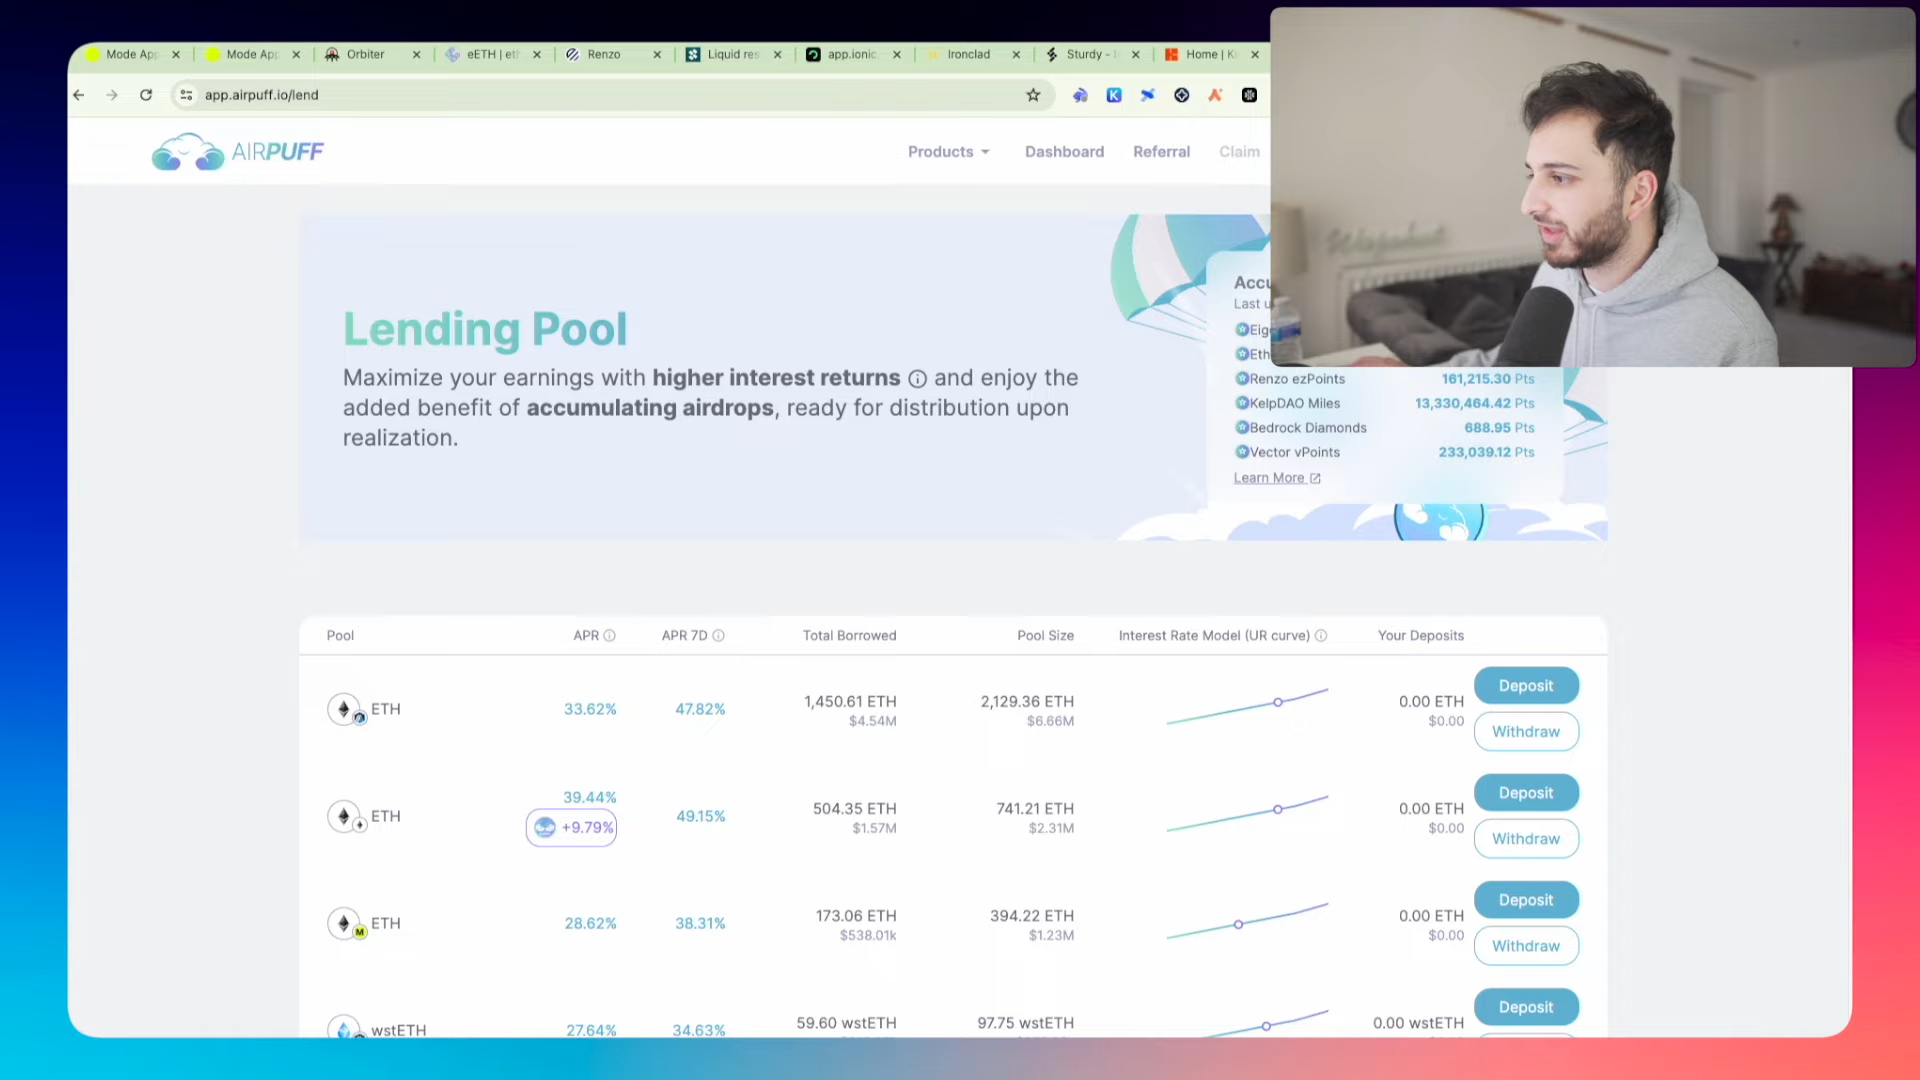 Mode App
Mode App
Orbiter
eETH | eth
Renzo
Liquid res
app.ionic
Ironclad
Sturdy -
Home | K
app.airpuff.io/lend
AIRPUFF
Products
Dashboard
Referral
Claim
Lending Pool
Maximize your earnings with higher interest returns and enjoy the
added benefit of accumulating airdrops, ready for distribution upon
realization.
Accu
Last u
Eig
Eth
Renzo ezPoints 161,215.30 Pts
KelpDAO Miles 13,330,464.42 Pts
Bedrock Diamonds 688.95 Pts
Vector vPoints 233,039.12 Pts
Learn More
Pool APR APR 7D Total Borrowed Pool Size Interest Rate Model (UR curve) Your Deposits
ETH 33.62% 47.82% 1,450.61 ETH 2,129.36 ETH 0.00 ETH Deposit
$4.54M $6.66M $0.00 Withdraw
ETH 39.44% 49.15% 504.35 ETH 741.21 ETH 0.00 ETH Deposit
+9.79% $1.57M $2.31M $0.00 Withdraw
ETH 28.62% 38.31% 173.06 ETH 394.22 ETH 0.00 ETH Deposit
M $538.01k $1.23M $0.00 Withdraw
wstETH 27.64% 34.63% 59.60 wstETH 97.75 wstETH 0.00 wstETH Deposit